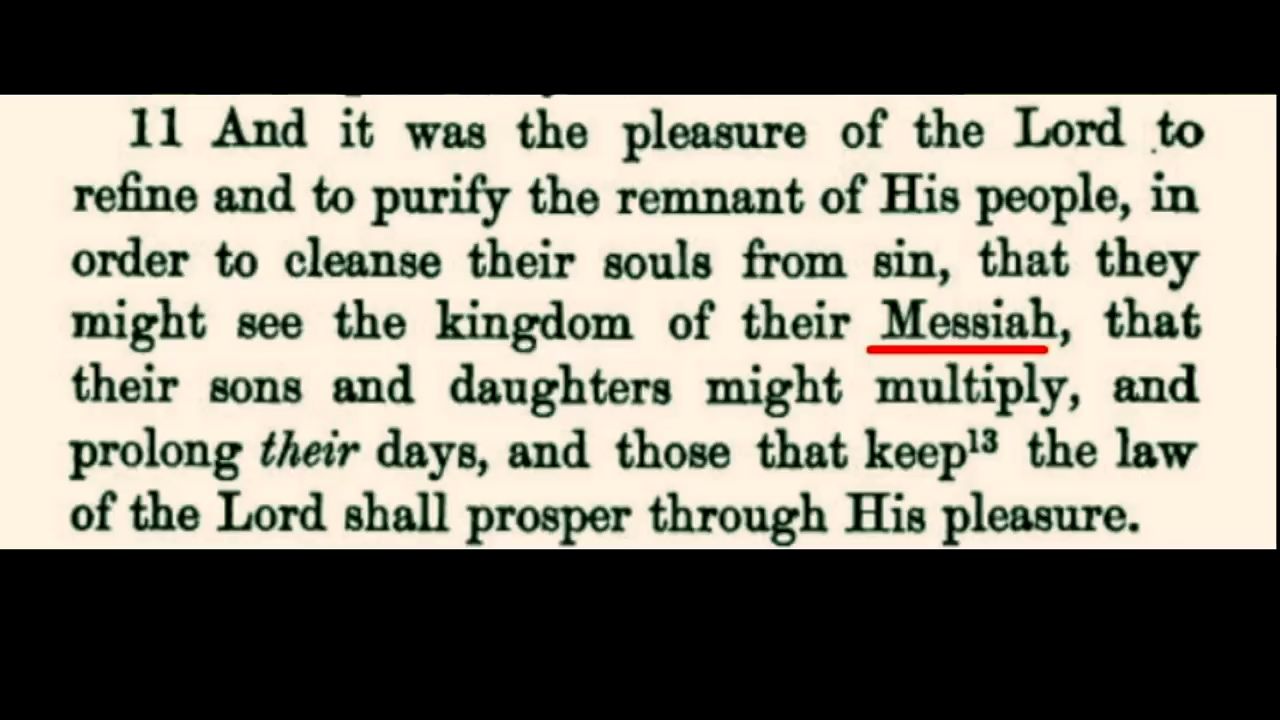 11 And it was the pleasure of the Lord to
refine and to purify the remnant of His people, in
order to cleanse their souls from sin, that they
might see the kingdom of their Messiah, that
their sons and daughters might multiply, and
prolong their days, and those that keep¹³ the law
of the Lord shall prosper through His pleasure.